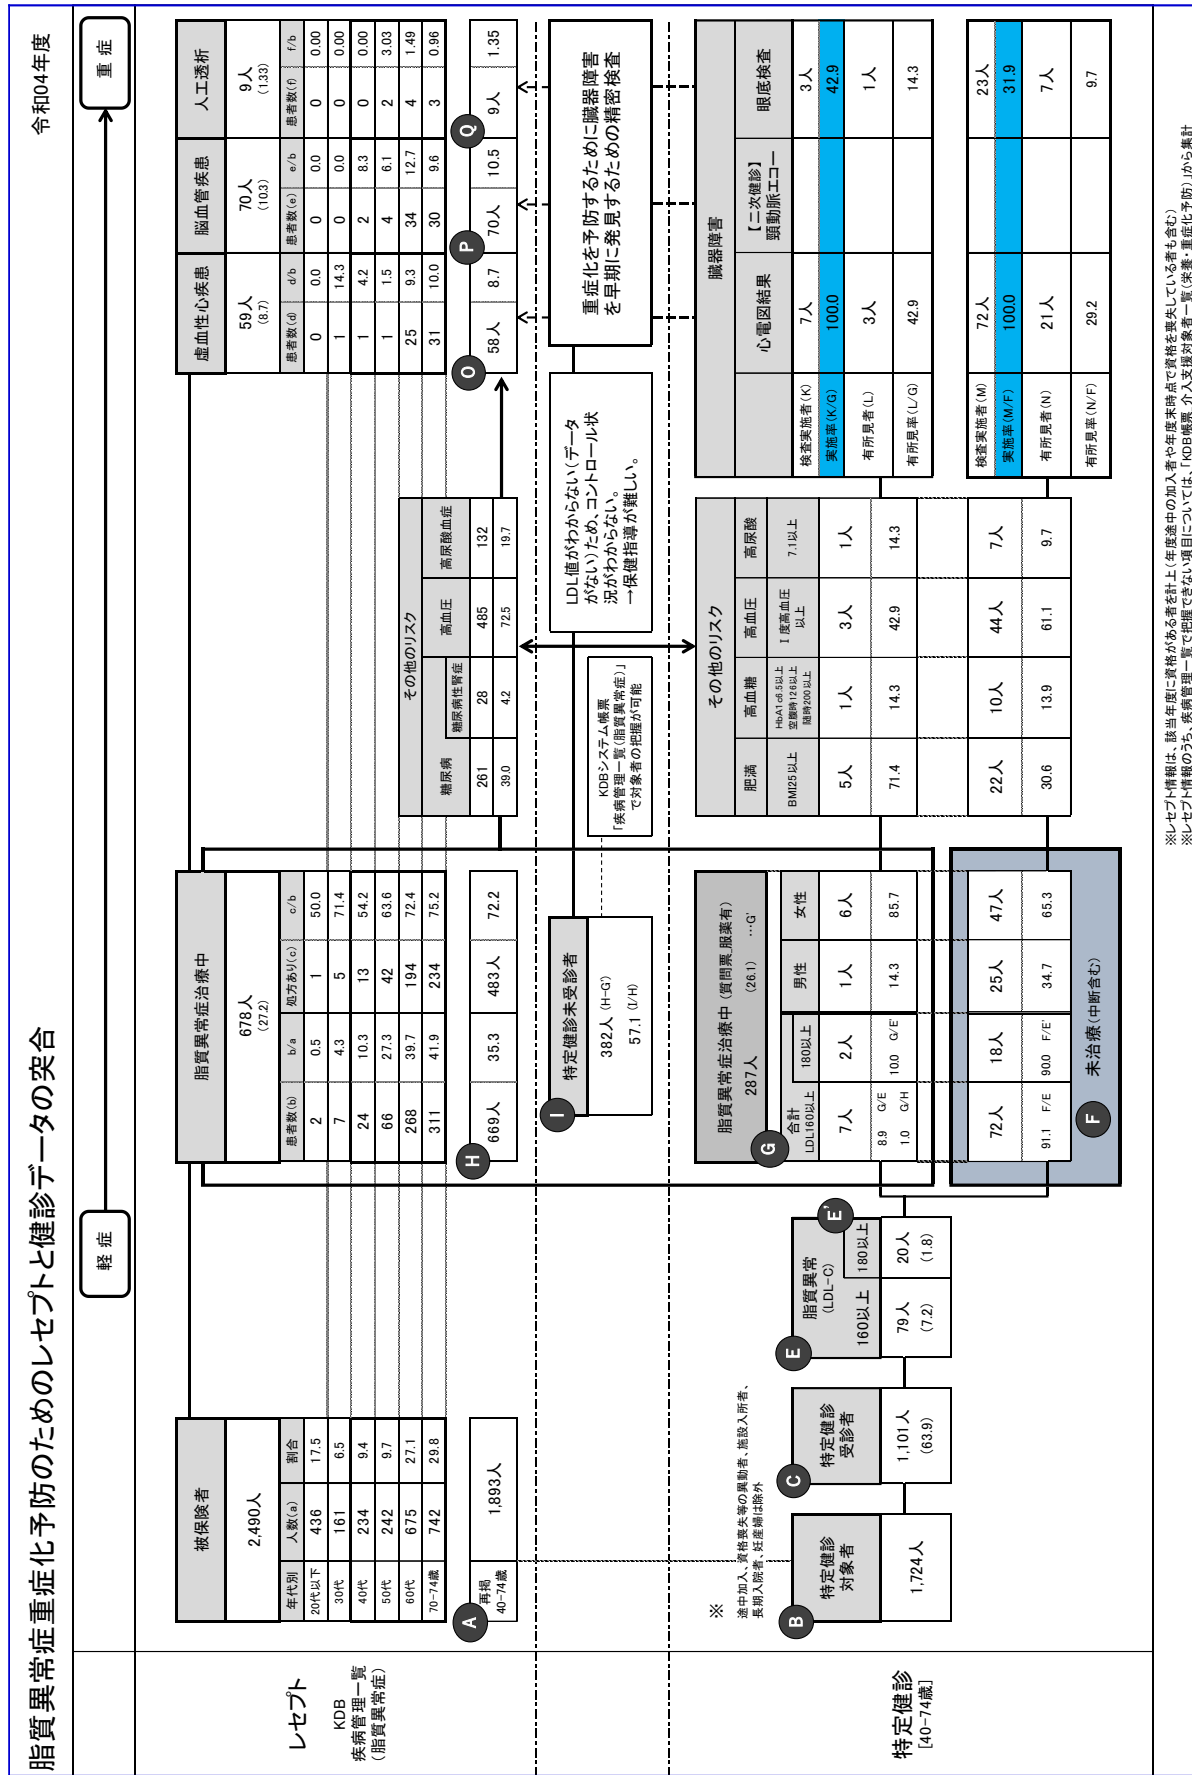 脂質異常症重症化予防のためのレセプトと健診データの突合
令和04年度
軽症
重症
レセプト
KDB
疾病管理一覧
（脂質異常症）
被保険者
2,490人
年代別 人数(a) 割合
20代以下 436 17.5
30代 161 6.5
40代 234 9.4
50代 242 9.7
60代 675 27.1
70-74歳 742 29.8
A
再掲
40-74歳
1,893人
脂質異常症治療中
678人
(27.2)
患者数(b) b/a 処方あり(c) c/b
2 0.5 1 50.0
7 4.3 5 71.4
24 10.3 13 54.2
66 27.3 42 63.6
268 39.7 194 72.4
311 41.9 234 75.2
H
669人 35.3 483人 72.2
その他のリスク
糖尿病 糖尿病性腎症 高血圧 高尿酸血症
261 28 485 132
39.0 4.2 72.5 19.7
虚血性心疾患 脳血管疾患 人工透析
59人 70人 9人
(8.7) (10.3) (1.33)
患者数(d) d/b 患者数(e) e/b 患者数(f) f/b
0 0.0 0 0.0 0 0.00
1 14.3 0 0.0 0 0.00
1 4.2 2 8.3 0 0.00
1 1.5 4 6.1 2 3.03
25 9.3 34 12.7 4 1.49
31 10.0 30 9.6 3 0.96
O P Q
58人 8.7 70人 10.5 9人 1.35
I
特定健診未受診者
382人 (H-G')
57.1 (I/H)
KDBシステム帳票
「疾病管理一覧（脂質異常症）」
で対象者の把握が可能
LDL値がわからない（データ
がない）ため、コントロール状
況がわからない。
→保健指導が難しい。
重症化を予防するために臓器障害
を早期に発見するための精密検査
特定健診
[40-74歳]
※
途中加入、資格喪失等の異動者、施設入所者、
長期入院者、妊産婦は除外
B
特定健診
対象者
1,724人
C
特定健診
受診者
1,101人
(63.9)
E
脂質異常
(LDL-C)
E'
160以上 180以上
79人 20人
(7.2) (1.8)
G
脂質異常症治療中（質問票_服薬有）
287人 (26.1) …G'
合計
LDL160以上
180以上 男性 女性
7人 2人 1人 6人
8.9 G/E
1.0 G/H
10.0 G/E' 14.3 85.7
72人 18人 25人 47人
91.1 F/E 90.0 F/E' 34.7 65.3
F
未治療（中断含む）
その他のリスク
肥満 高血糖 高血圧 高尿酸
BMI25以上
HbA1c6.5以上
空腹時126以上
随時200以上
Ⅰ度高血圧
以上
7.1以上
5人 1人 3人 1人
71.4 14.3 42.9 14.3
22人 10人 44人 7人
30.6 13.9 61.1 9.7
臓器障害
心電図結果
【二次健診】
頸動脈エコー
眼底検査
検査実施者(K) 7人 3人
実施率(K/G) 100.0 42.9
有所見者(L) 3人 1人
有所見率(L/G) 42.9 14.3
検査実施者(M) 72人 23人
実施率(M/F) 100.0 31.9
有所見者(N) 21人 7人
有所見率(N/F) 29.2 9.7
※レセプト情報は、該当年度に資格がある者を計上（年度途中の加入者や年度末時点で資格を喪失している者も含む）
※レセプト情報のうち、疾病管理一覧で把握できない項目については、「KDB帳票 介入支援対象者一覧（栄養・重症化予防）」から集計